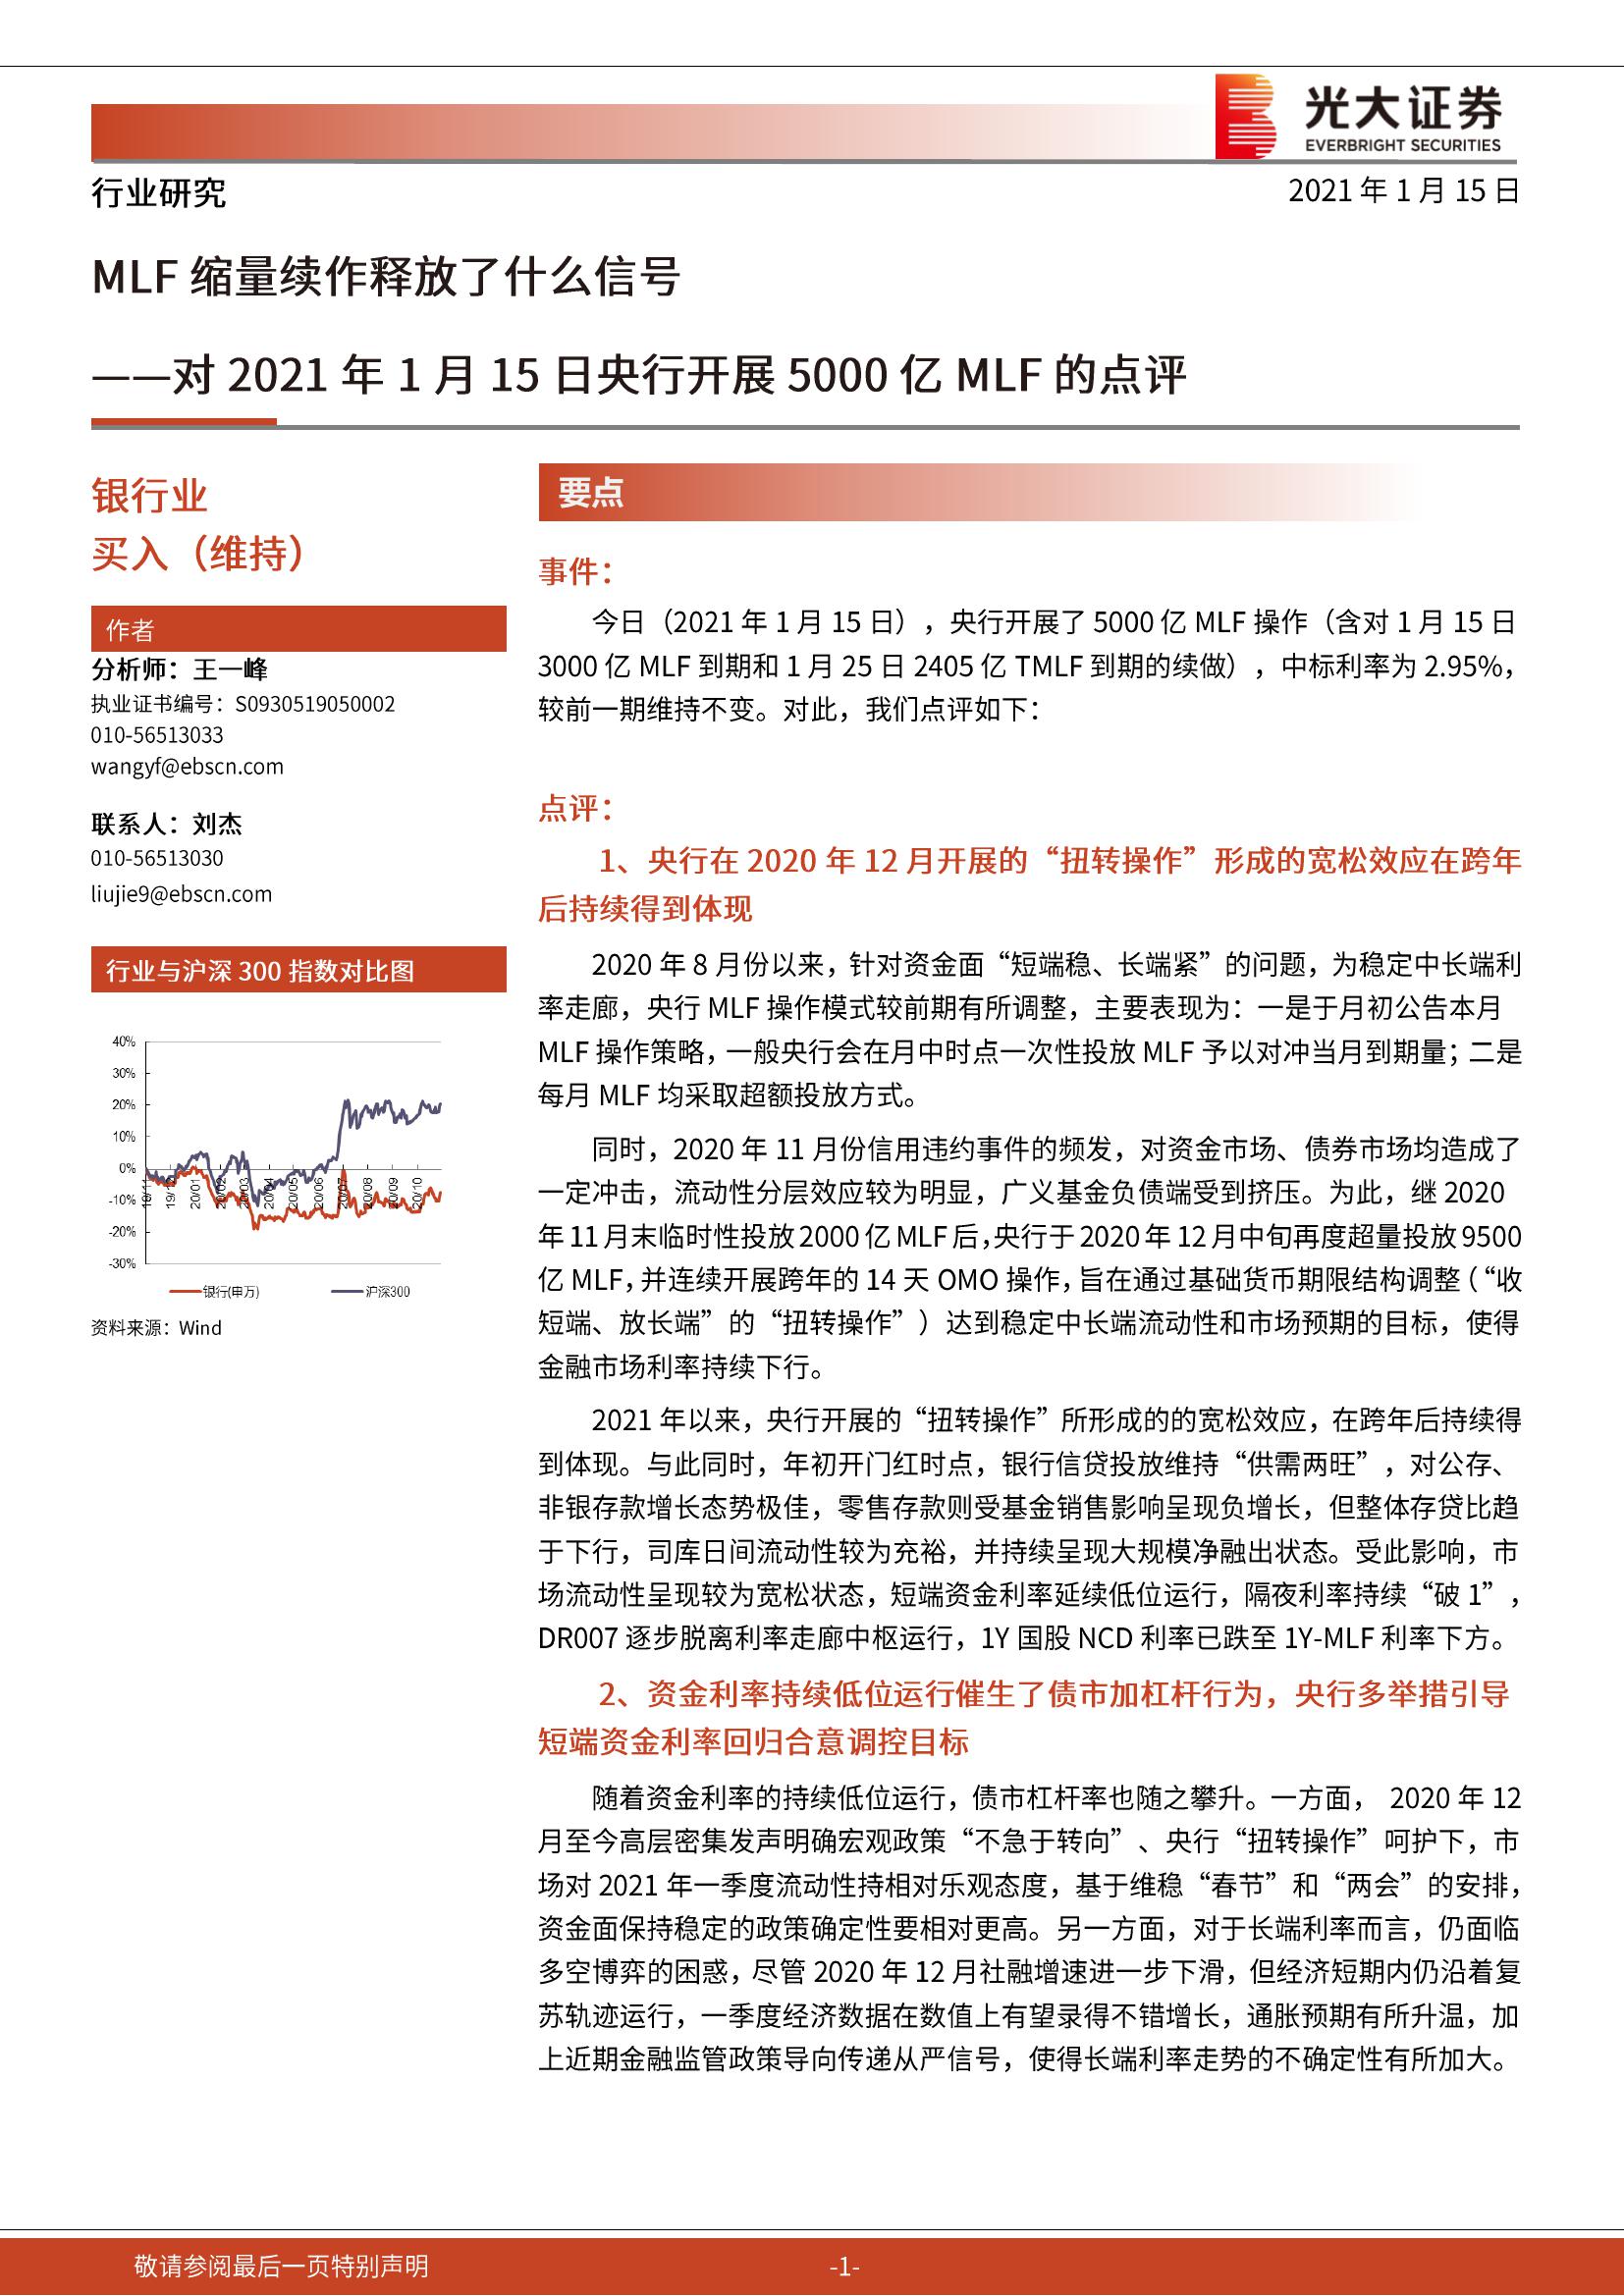 光大证券
EVERBRIGHT SECURITIES
行业研究
2021 年 1 月 15 日
MLF 缩量续作释放了什么信号
——对 2021 年 1 月 15 日央行开展 5000 亿 MLF 的点评
银行业
买入（维持）
作者
分析师：王一峰
执业证书编号：S0930519050002
010-56513033
wangyf@ebscn.com
联系人：刘杰
010-56513030
liujie9@ebscn.com
行业与沪深 300 指数对比图
40%
30%
20%
10%
0%
-10%
-20%
-30%
19/11 19/12 20/01 20/02 20/03 20/04 20/05 20/06 20/07 20/08 20/09 20/10
银行(申万) 沪深300
资料来源：Wind
要点
事件：
今日（2021 年 1 月 15 日），央行开展了 5000 亿 MLF 操作（含对 1 月 15 日
3000 亿 MLF 到期和 1 月 25 日 2405 亿 TMLF 到期的续做），中标利率为 2.95%，
较前一期维持不变。对此，我们点评如下：
点评：
1、央行在 2020 年 12 月开展的“扭转操作”形成的宽松效应在跨年
后持续得到体现
2020 年 8 月份以来，针对资金面“短端稳、长端紧”的问题，为稳定中长端利
率走廊，央行 MLF 操作模式较前期有所调整，主要表现为：一是于月初公告本月
MLF 操作策略，一般央行会在月中时点一次性投放 MLF 予以对冲当月到期量；二是
每月 MLF 均采取超额投放方式。
同时，2020 年 11 月份信用违约事件的频发，对资金市场、债券市场均造成了
一定冲击，流动性分层效应较为明显，广义基金负债端受到挤压。为此，继 2020
年 11 月末临时性投放 2000 亿 MLF 后，央行于 2020 年 12 月中旬再度超量投放 9500
亿 MLF，并连续开展跨年的 14 天 OMO 操作，旨在通过基础货币期限结构调整（“收
短端、放长端”的“扭转操作”）达到稳定中长端流动性和市场预期的目标，使得
金融市场利率持续下行。
2021 年以来，央行开展的“扭转操作”所形成的的宽松效应，在跨年后持续得
到体现。与此同时，年初开门红时点，银行信贷投放维持“供需两旺”，对公存、
非银存款增长态势极佳，零售存款则受基金销售影响呈现负增长，但整体存贷比趋
于下行，司库日间流动性较为充裕，并持续呈现大规模净融出状态。受此影响，市
场流动性呈现较为宽松状态，短端资金利率延续低位运行，隔夜利率持续“破 1”，
DR007 逐步脱离利率走廊中枢运行，1Y 国股 NCD 利率已跌至 1Y-MLF 利率下方。
2、资金利率持续低位运行催生了债市加杠杆行为，央行多举措引导
短端资金利率回归合意调控目标
随着资金利率的持续低位运行，债市杠杆率也随之攀升。一方面， 2020 年 12
月至今高层密集发声明确宏观政策“不急于转向”、央行“扭转操作”呵护下，市
场对 2021 年一季度流动性持相对乐观态度，基于维稳“春节”和“两会”的安排，
资金面保持稳定的政策确定性要相对更高。另一方面，对于长端利率而言，仍面临
多空博弈的困惑，尽管 2020 年 12 月社融增速进一步下滑，但经济短期内仍沿着复
苏轨迹运行，一季度经济数据在数值上有望录得不错增长，通胀预期有所升温，加
上近期金融监管政策导向传递从严信号，使得长端利率走势的不确定性有所加大。
敬请参阅最后一页特别声明
-1-